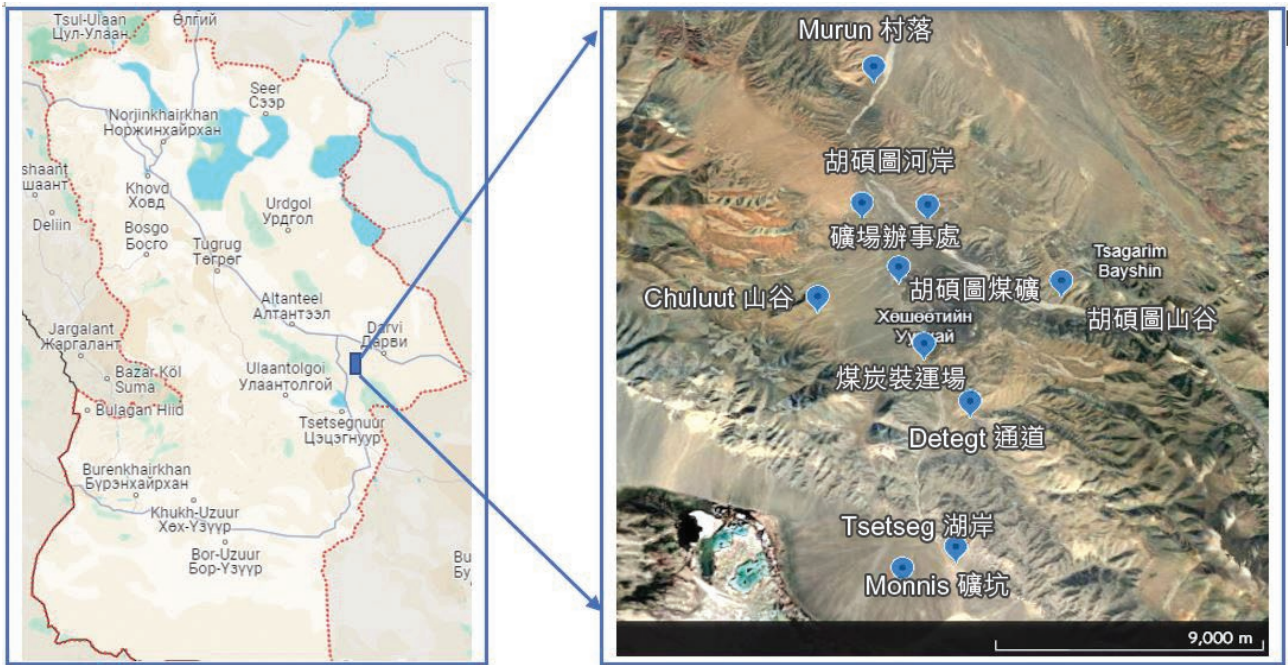 Tsul-Ulaan
Цул-Улаан
Өлгий
Seer
Сээр
Norjinkhairkhan
Норжинхайрхан
shaant
шаант
Khovd
Ховд
Urdgol
Урдгол
Deliin
Bosgo
Босго
Tugrug
Төгрөг
Altanteel
Алтантээл
Jargalant
Жаргалант
Darvi
Дарви
Bazar Köl
Suma
Ulaantolgoi
Улаантолгой
Bulagan Hiid
Tsetsegnuur
Цэцэгнуур
Burenkhairkhan
Бүрэнхайрхан
Khukh-Uzuur
Хөх-Үзүүр
Bor-Uzuur
Бор-Үзүүр
Bu
Бу
Murun 村落
胡碩圖河岸
礦場辦事處
Tsagarim
Bayshin
胡碩圖煤礦
Chuluut 山谷
胡碩圖山谷
Хөшөөтийн
煤炭裝運場
Detegt 通道
Tsetseg 湖岸
Monnis 礦坑
9,000 m